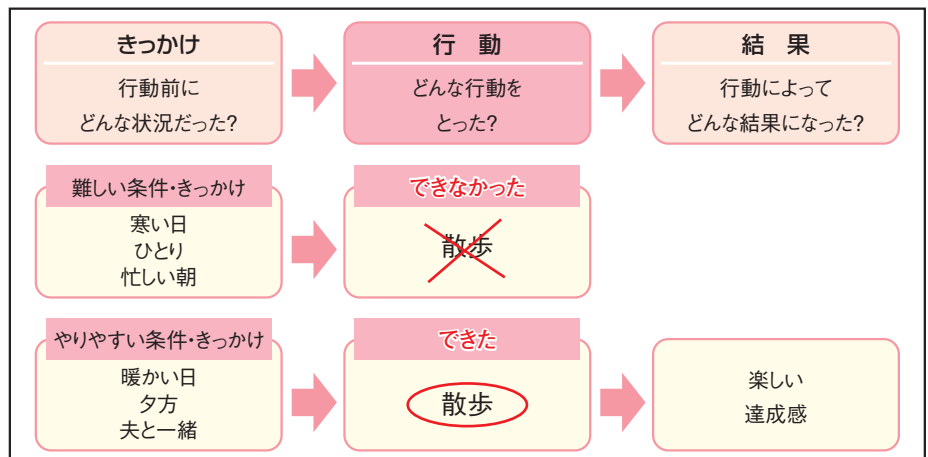 きっかけ
行動前に
どんな状況だった?
行 動
どんな行動を
とった?
結 果
行動によって
どんな結果になった?
難しい条件・きっかけ
寒い日
ひとり
忙しい朝
できなかった
散歩
やりやすい条件・きっかけ
暖かい日
夕方
夫と一緒
できた
散歩
楽しい
達成感